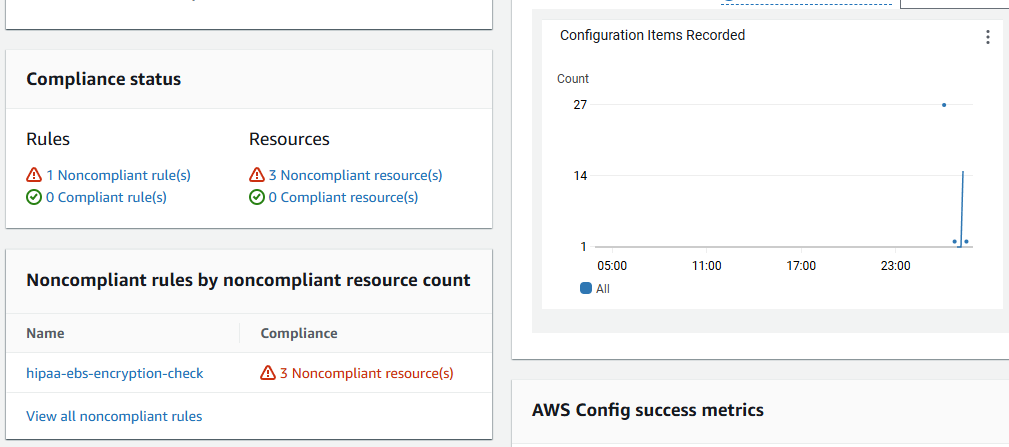 Compliance status
Rules
Resources
1 Noncompliant rule(s)
3 Noncompliant resource(s)
0 Compliant rule(s)
0 Compliant resource(s)
Noncompliant rules by noncompliant resource count
Name
Compliance
hipaa-ebs-encryption-check
3 Noncompliant resource(s)
View all noncompliant rules
Configuration Items Recorded
Count
27
14
1
05:00
11:00
17:00
23:00
All
AWS Config success metrics